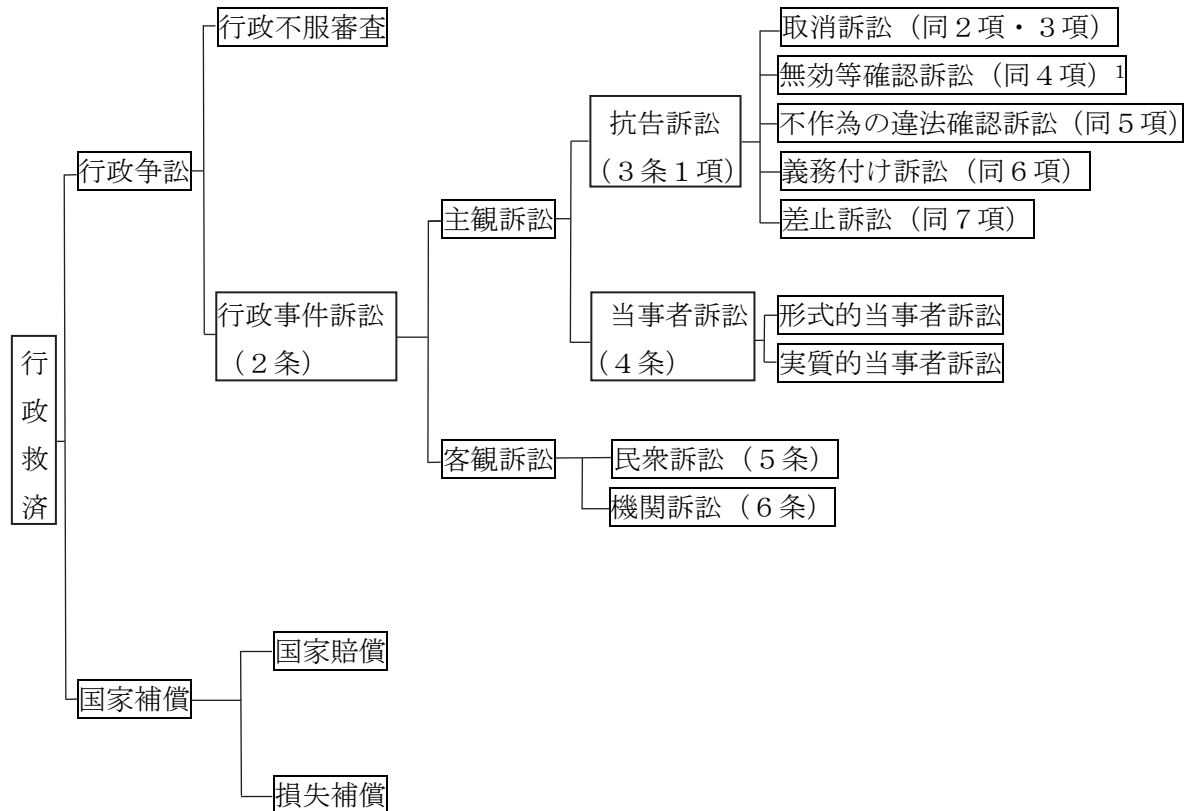 行政救済
行政争訟
行政不服審査
行政事件訴訟
(2条)
主観訴訟
抗告訴訟
(3条1項)
取消訴訟(同2項・3項)
無効等確認訴訟(同4項)1
不作為の違法確認訴訟(同5項)
義務付け訴訟(同6項)
差止訴訟(同7項)
当事者訴訟
(4条)
形式的当事者訴訟
実質的当事者訴訟
客観訴訟
民衆訴訟(5条)
機関訴訟(6条)
国家補償
国家賠償
損失補償